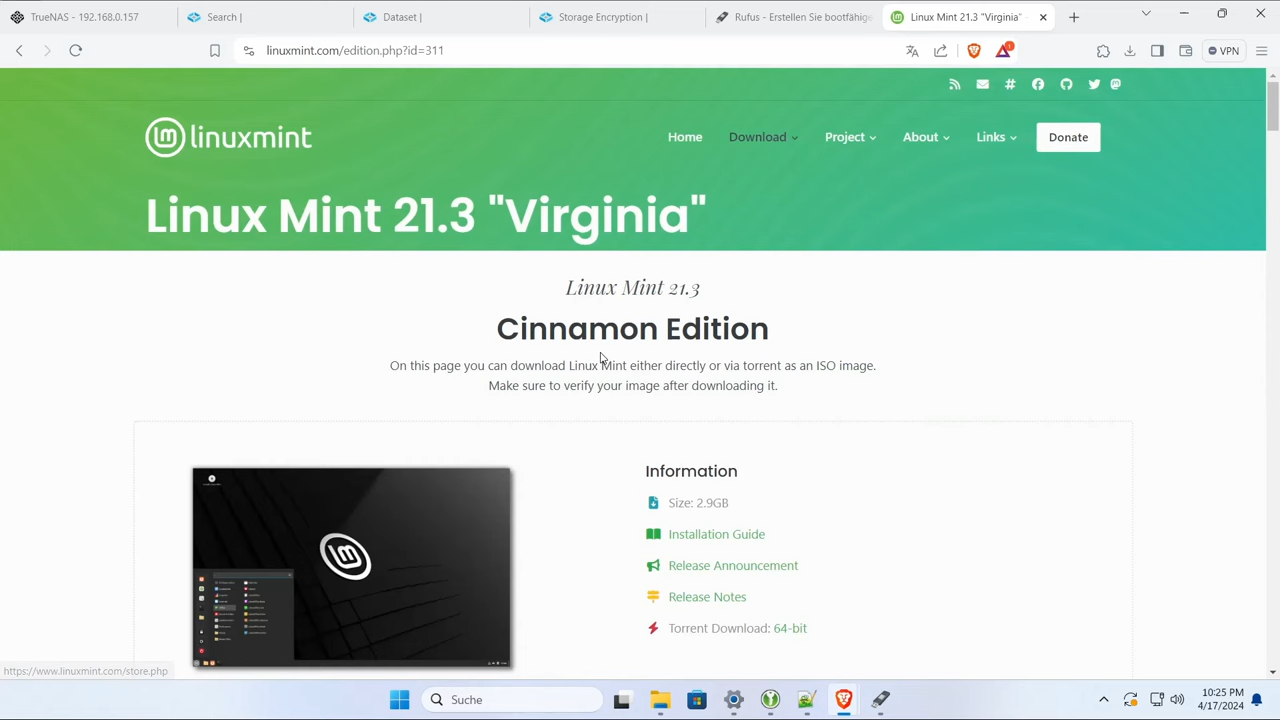 TrueNAS - 192.168.0.157
Search |
Dataset |
Storage Encryption |
Rufus - Erstellen Sie bootfähige
Linux Mint 21.3 "Virginia" -
linuxmint.com/edition.php?id=311
1
VPN
linuxmint
Home
Download
Project
About
Links
Donate
Linux Mint 21.3 "Virginia"
Linux Mint 21.3
Cinnamon Edition
On this page you can download Linux Mint either directly or via torrent as an ISO image.
Make sure to verify your image after downloading it.
Information
Size: 2.9GB
Installation Guide
Release Announcement
Release Notes
Torrent Download: 64-bit
https://www.linuxmint.com/store.php
Suche
10:25 PM
4/17/2024